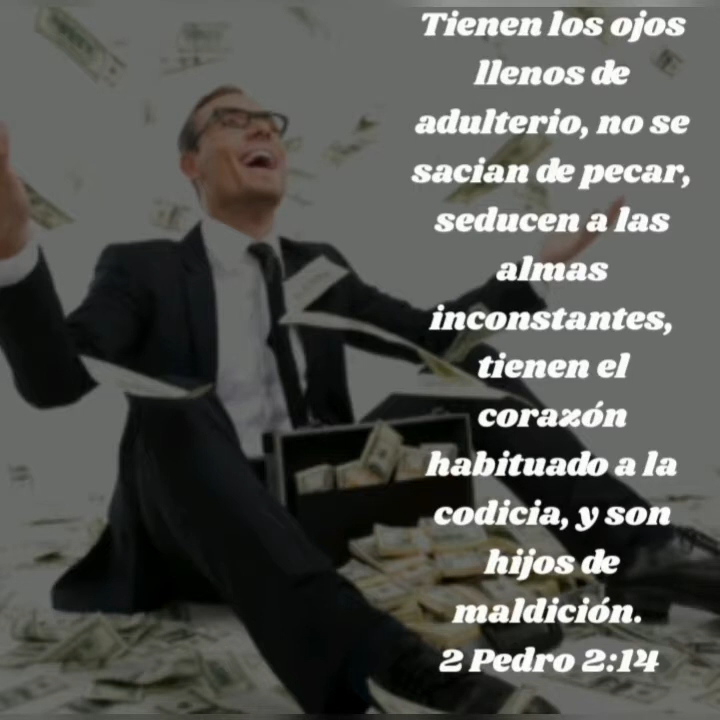 Tienen los ojos
llenos de
adulterio, no se
sacian de pecar,
seducen a las
almas
inconstantes,
tienen el
corazón
habituado a la
codicia, y son
hijos de
maldición.
2 Pedro 2:14